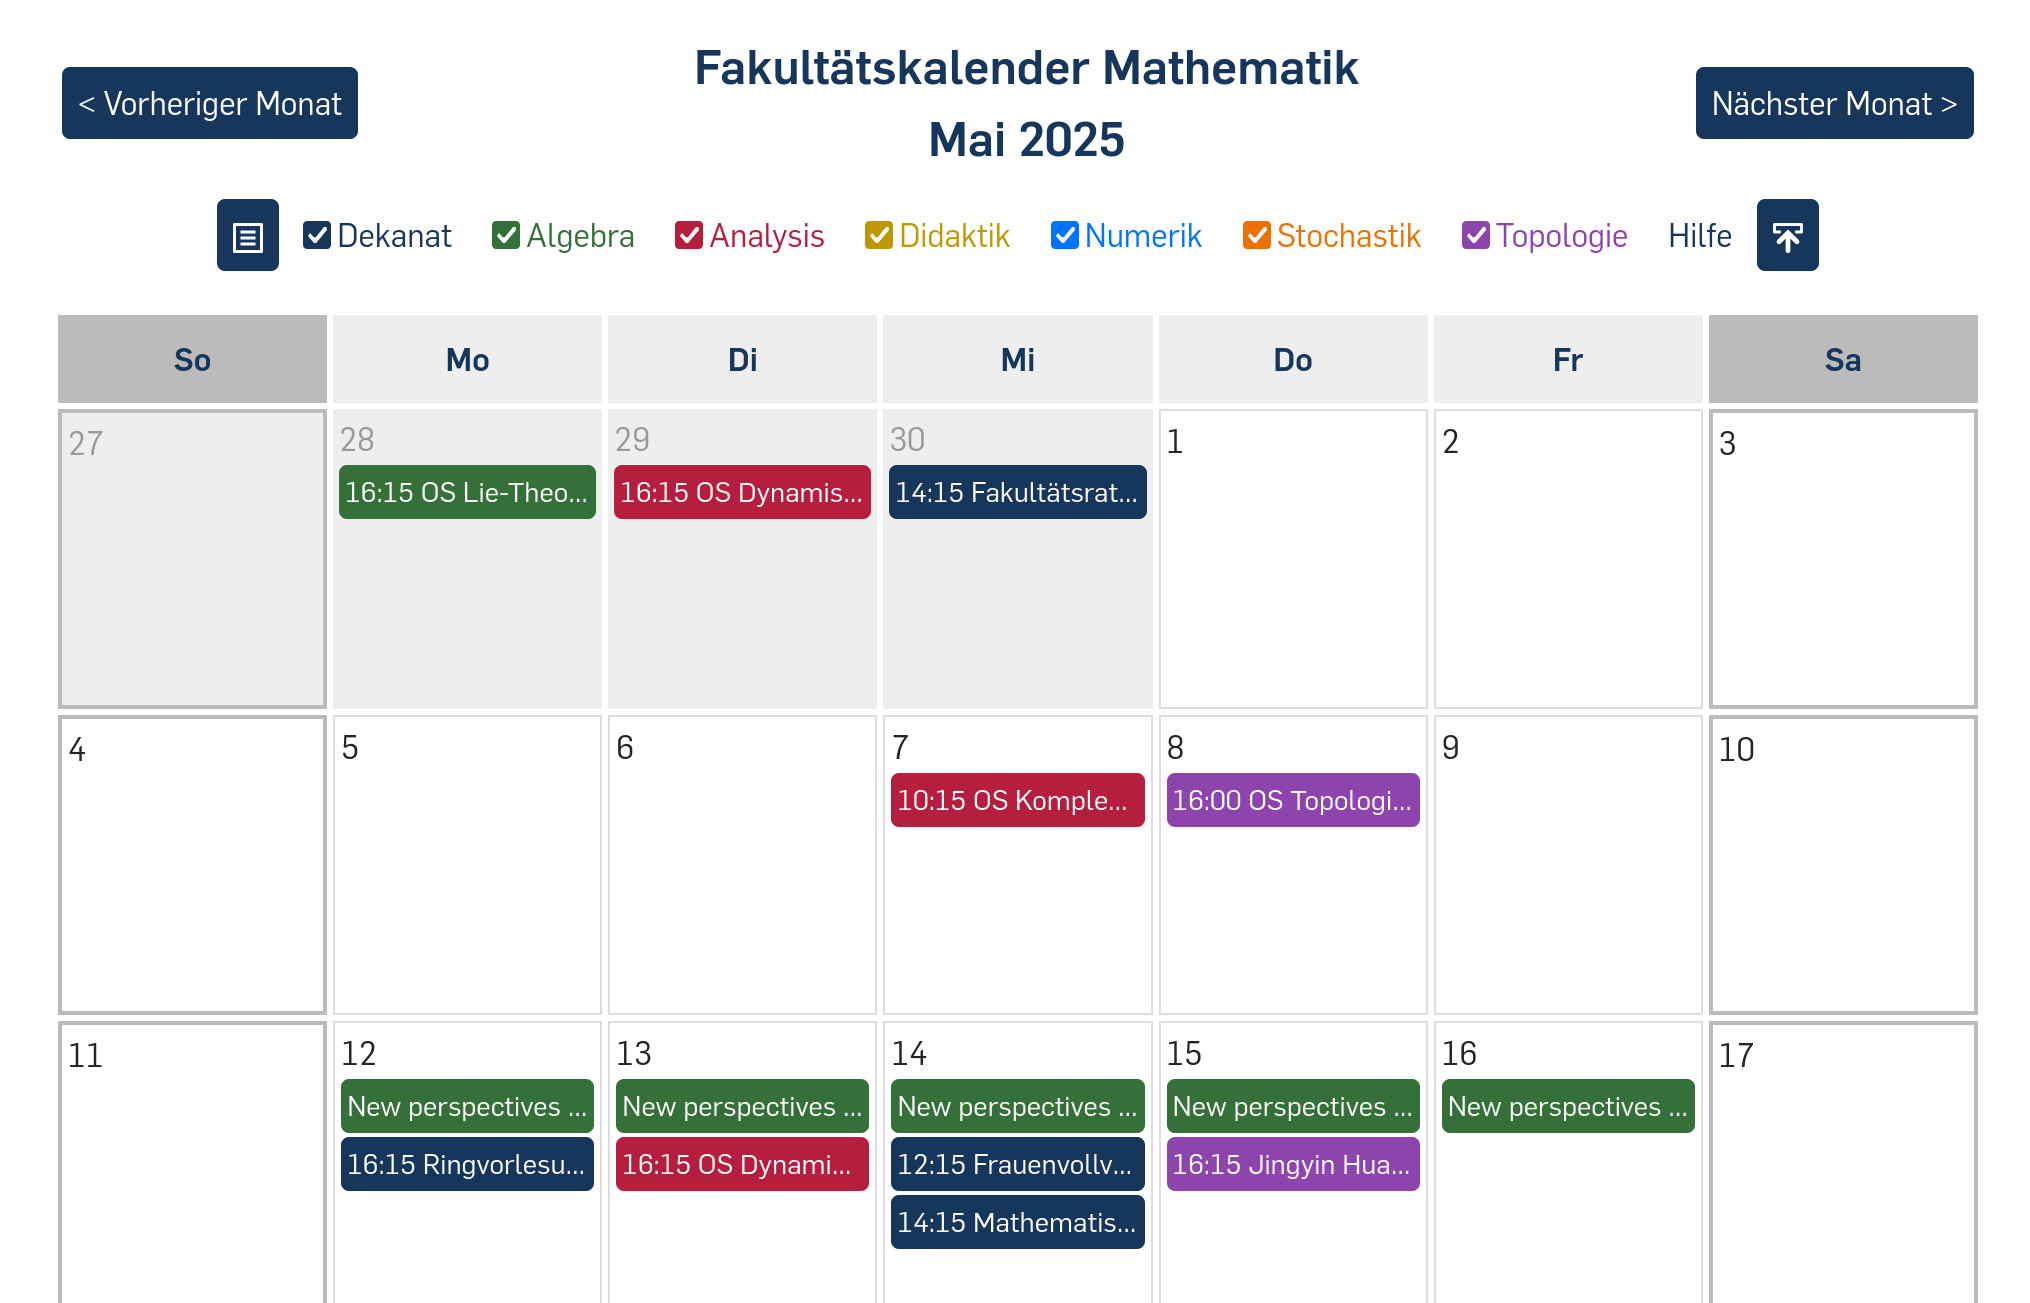 Fakultätskalender Mathematik
< Vorheriger Monat
Mai 2025
Nächster Monat >
Dekanat Algebra Analysis Didaktik Numerik Stochastik Topologie Hilfe
So Mo Di Mi Do Fr Sa
27 28 29 30 1 2 3
16:15 OS Lie-Theo... 16:15 OS Dynamis... 14:15 Fakultätsrat...
4 5 6 7 8 9 10
10:15 OS Komple... 16:00 OS Topologi...
11 12 13 14 15 16 17
New perspectives ... New perspectives ... New perspectives ... New perspectives ... New perspectives ...
16:15 Ringvorlesu... 16:15 OS Dynami... 12:15 Frauenvollv... 16:15 Jingyin Hua...
14:15 Mathematis...